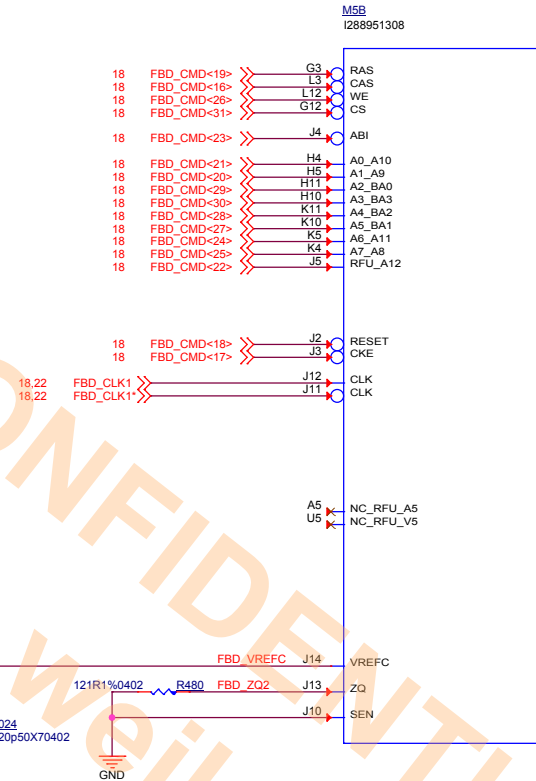 M5B
I288951308
18 FBD_CMD<19> G3 RAS
18 FBD_CMD<16> L3 CAS
18 FBD_CMD<26> L12 WE
18 FBD_CMD<31> G12 CS
18 FBD_CMD<23> J4 ABI
18 FBD_CMD<21> H4 A0_A10
18 FBD_CMD<20> H5 A1_A9
18 FBD_CMD<29> H11 A2_BA0
18 FBD_CMD<30> H10 A3_BA3
18 FBD_CMD<28> K11 A4_BA2
18 FBD_CMD<27> K10 A5_BA1
18 FBD_CMD<24> K5 A6_A11
18 FBD_CMD<25> K4 A7_A8
18 FBD_CMD<22> J5 RFU_A12
18 FBD_CMD<18> J2 RESET
18 FBD_CMD<17> J3 CKE
18,22 FBD_CLK1 J12 CLK
18,22 FBD_CLK1* J11 CLK
A5 NC_RFU_A5
U5 NC_RFU_V5
FBD_VREFC J14 VREFC
121R1%0402 R480 FBD_ZQ2 J13 ZQ
J10 SEN
024
20p50X70402
GND
ONFIDENTI
weil